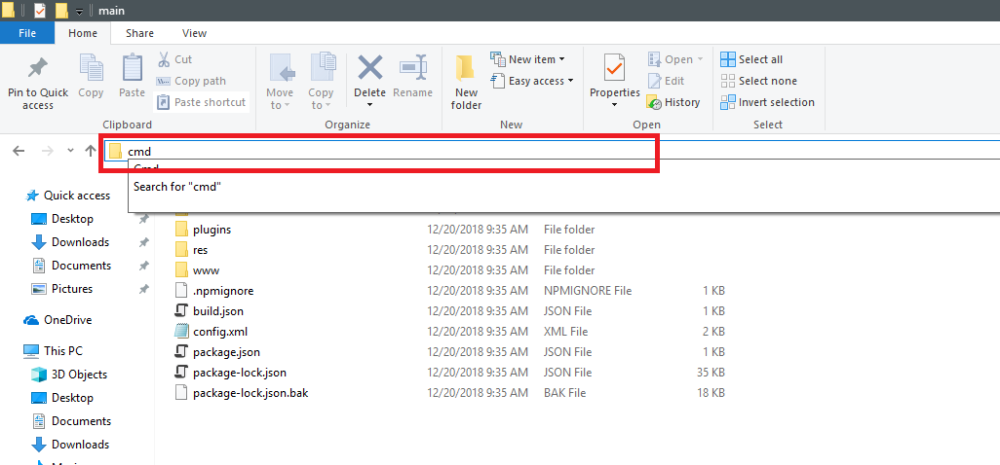 main
File Home Share View
Pin to Quick access
Copy
Paste
Cut
Copy path
Paste shortcut
Clipboard
Move to
Copy to
Delete
Rename
Organize
New folder
New item
Easy access
New
Properties
Open
Edit
History
Open
Select all
Select none
Invert selection
Select
cmd
Cmd
Search for "cmd"
Quick access
Desktop
Downloads
Documents
Pictures
OneDrive
This PC
3D Objects
Desktop
Documents
Downloads
plugins 12/20/2018 9:35 AM File folder
res 12/20/2018 9:35 AM File folder
www 12/20/2018 9:35 AM File folder
.npmignore 12/20/2018 9:35 AM NPMIGNORE File 1 KB
build.json 12/20/2018 9:35 AM JSON File 1 KB
config.xml 12/20/2018 9:35 AM XML File 2 KB
package.json 12/20/2018 9:35 AM JSON File 1 KB
package-lock.json 12/20/2018 9:35 AM JSON File 35 KB
package-lock.json.bak 12/20/2018 9:35 AM BAK File 18 KB